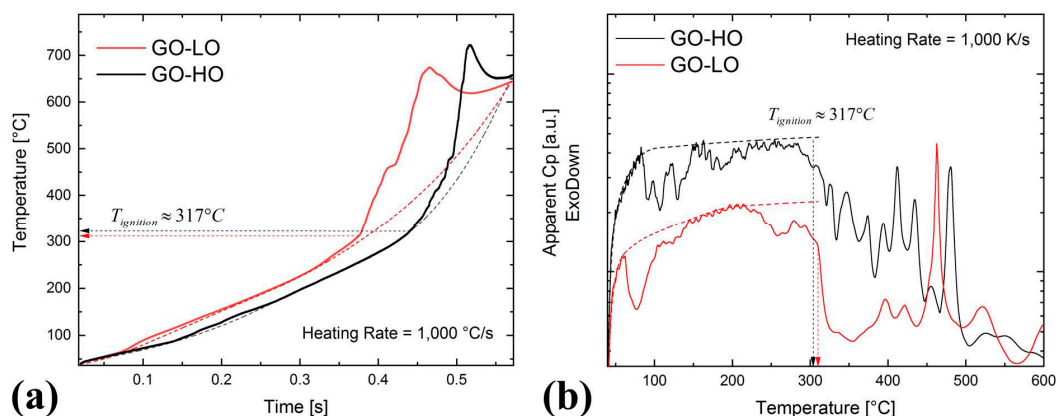 GO-LO
GO-HO
Temperature [°C]
700
600
500
400
300
200
100
T ignition ≈ 317°C
Heating Rate = 1,000 °C/s
0.1 0.2 0.3 0.4 0.5
Time [s]
(a)
GO-HO
GO-LO
Heating Rate = 1,000 K/s
T ignition ≈ 317°C
Apparent Cp [a.u.]
ExoDown
100 200 300 400 500 600
Temperature [°C]
(b)